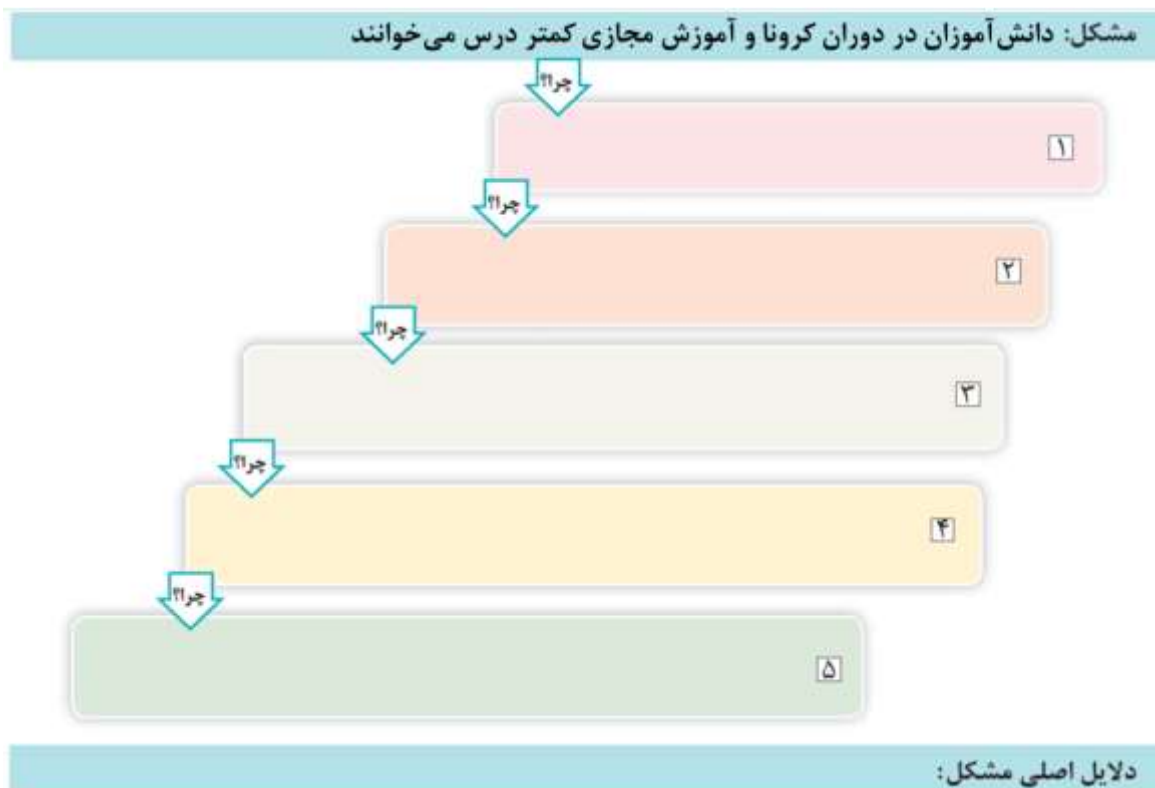 مشکل: دانش‌آموزان در دوران کرونا و آموزش مجازی کمتر درس می‌خوانند
چرا؟
۱
چرا؟
۲
چرا؟
۳
چرا؟
۴
چرا؟
۵
دلایل اصلی مشکل: